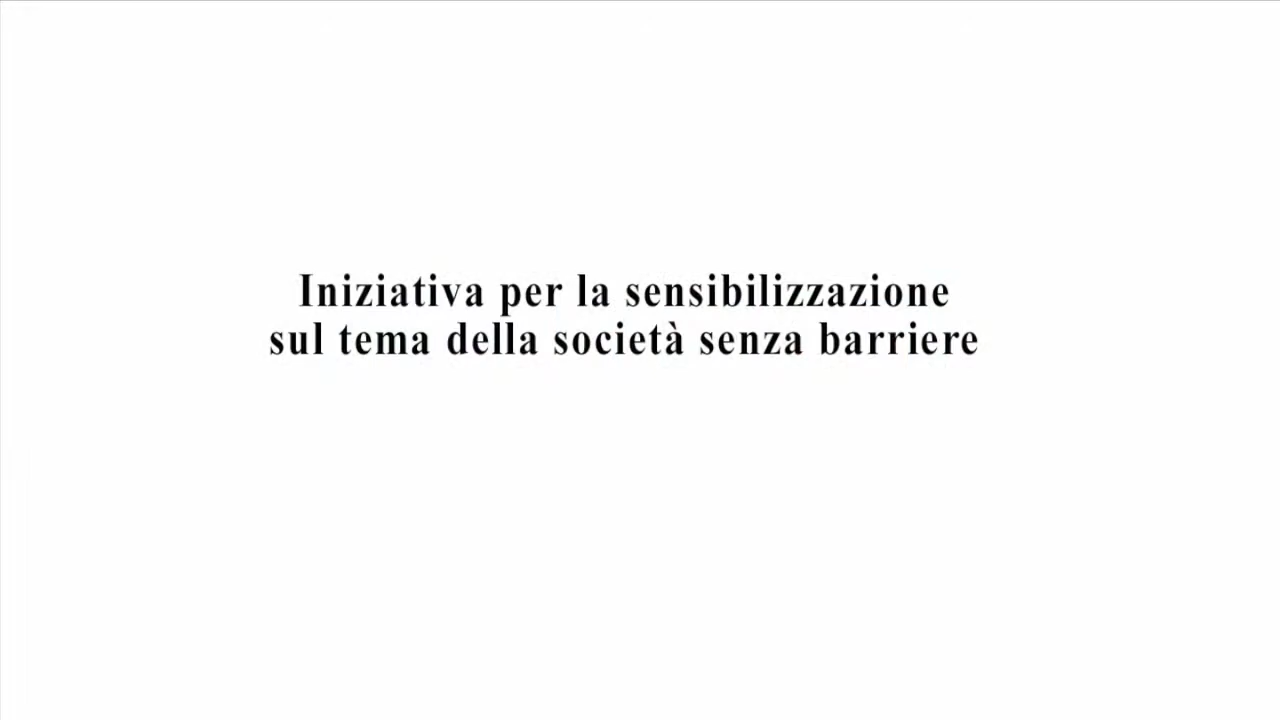 Iniziativa per la sensibilizzazione
sul tema della società senza barriere